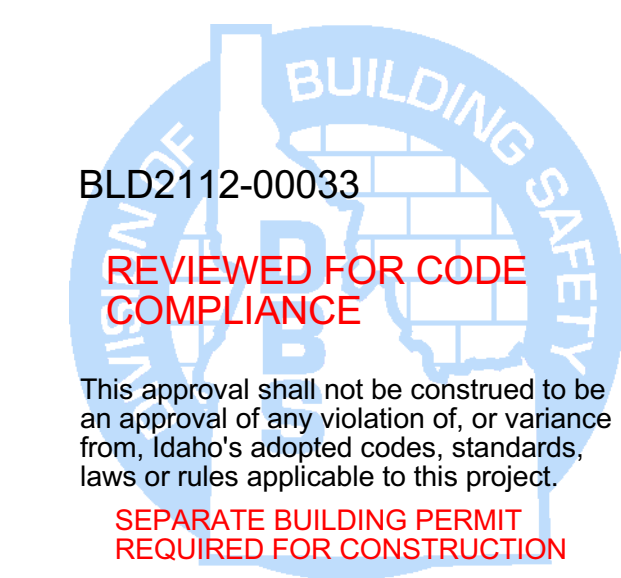 DIVISION OF BUILDING SAFETY
DBS
BLD2112-00033
REVIEWED FOR CODE
COMPLIANCE
This approval shall not be construed to be
an approval of any violation of, or variance
from, Idaho's adopted codes, standards,
laws or rules applicable to this project.
SEPARATE BUILDING PERMIT
REQUIRED FOR CONSTRUCTION